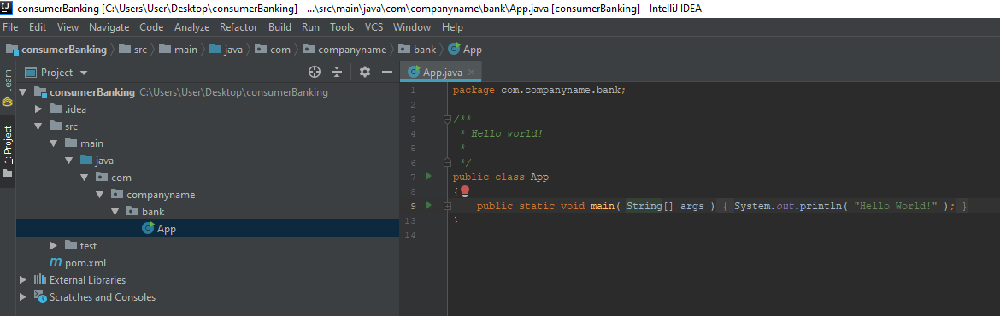 consumerBanking [C:\Users\User\Desktop\consumerBanking] - ...\src\main\java\com\companyname\bank\App.java [consumerBanking] - IntelliJ IDEA
File Edit View Navigate Code Analyze Refactor Build Run Tools VCS Window Help
consumerBanking src main java com companyname bank App
Project
App.java
Learn
1: Project
consumerBanking C:\Users\User\Desktop\consumerBanking
.idea
src
main
java
com
companyname
bank
App
test
pom.xml
External Libraries
Scratches and Consoles
1 package com.companyname.bank;
2
3 /**
4 * Hello world!
5 *
6 */
7 public class App
8 {
9 public static void main( String[] args ) { System.out.println( "Hello World!" ); }
13 }
14